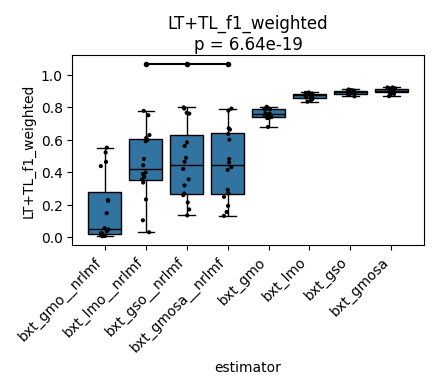 LT+TL_f1_weighted
p = 6.64e-19
LT+TL_f1_weighted
1.0
0.8
0.6
0.4
0.2
0.0
bxt_gmo__nrlmf
bxt_lmo__nrlmf
bxt_gso__nrlmf
bxt_gmosa__nrlmf
bxt_gmo
bxt_lmo
bxt_gso
bxt_gmosa
estimator